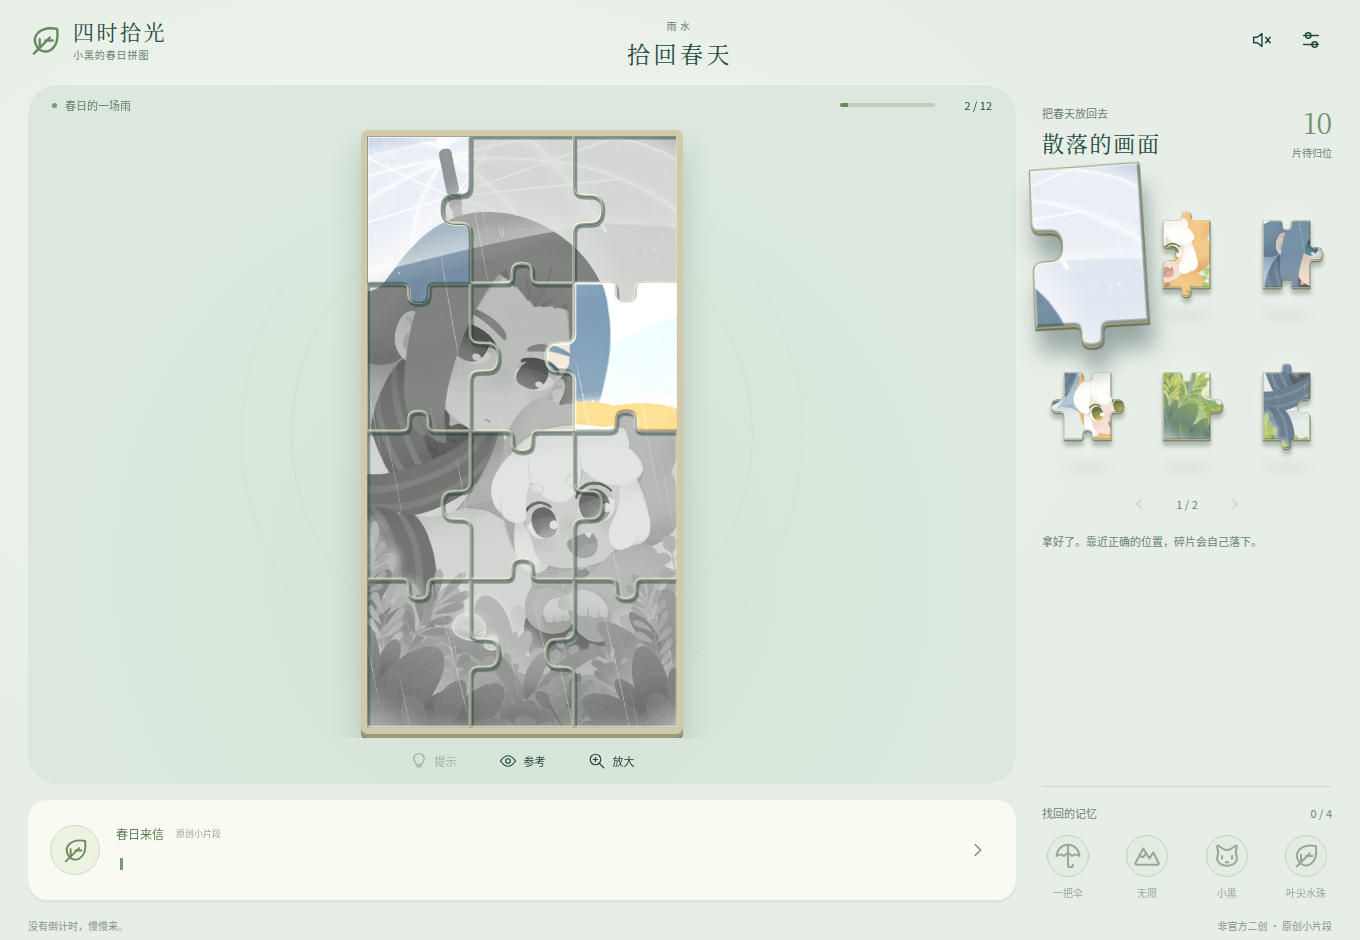 四时拾光
小黑的春日拼图
雨水
拾回春天
春日的一场雨
2 / 12
把春天放回去
散落的画面
10
片待归位
1 / 2
拿好了。靠近正确的位置，碎片会自己落下。
提示
参考
放大
春日来信 原创小片段
找回的记忆
0 / 4
一把伞
无限
小黑
叶尖水珠
没有倒计时，慢慢来。
非官方二创 · 原创小片段